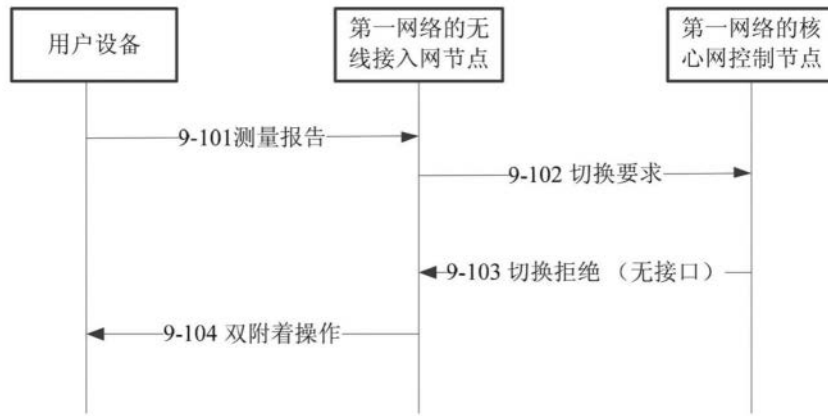 用户设备
第一网络的无
线接入网节点
第一网络的核
心网控制节点
9-101测量报告
9-102 切换要求
9-103 切换拒绝 （无接口）
9-104 双附着操作